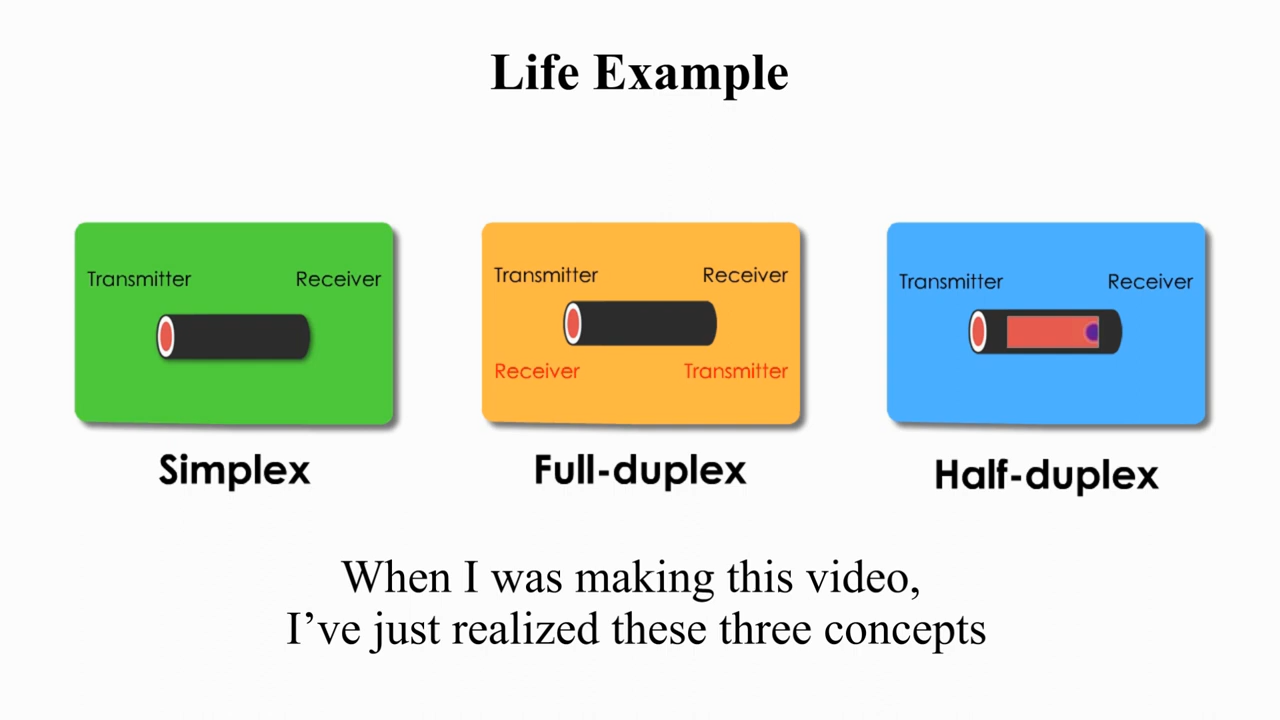 Life Example
Transmitter Receiver
Simplex
Transmitter Receiver
Receiver Transmitter
Full-duplex
Transmitter Receiver
Half-duplex
When I was making this video,
I’ve just realized these three concepts